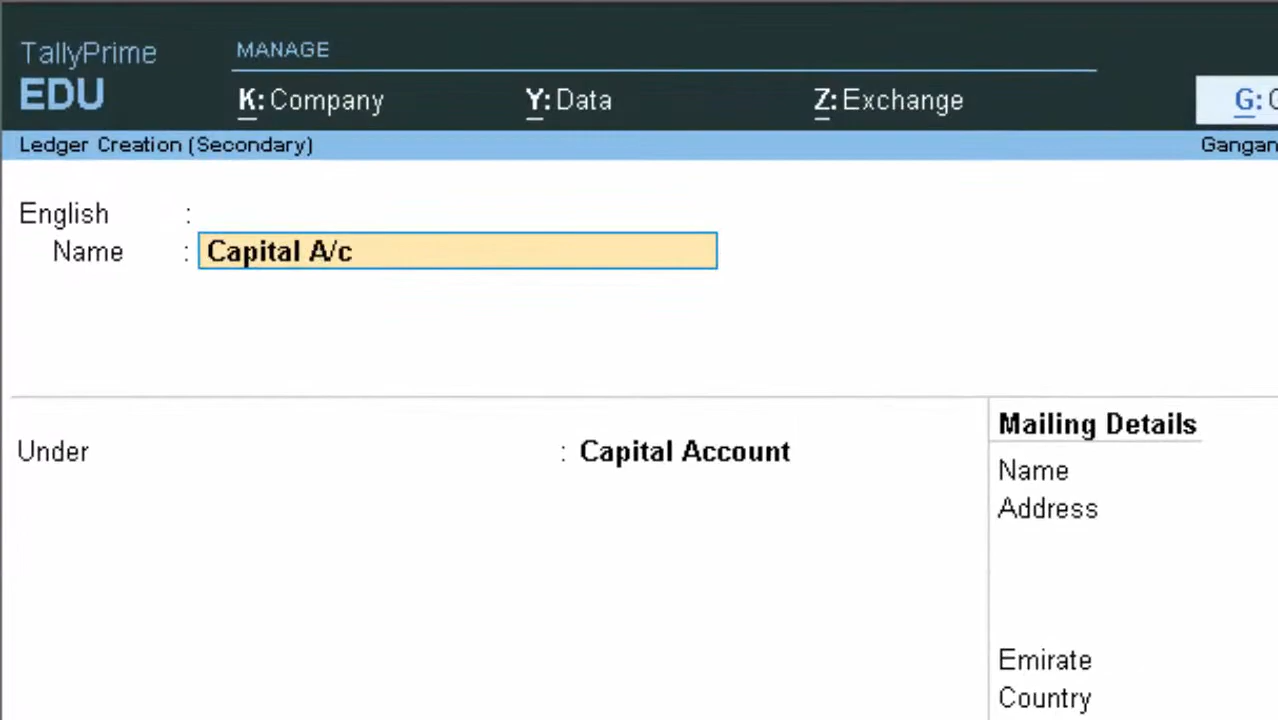 TallyPrime
EDU
MANAGE
K: Company
Y: Data
Z: Exchange
G:
Ledger Creation (Secondary)
Gangan
English :
Name : Capital A/c
Under : Capital Account
Mailing Details
Name
Address
Emirate
Country